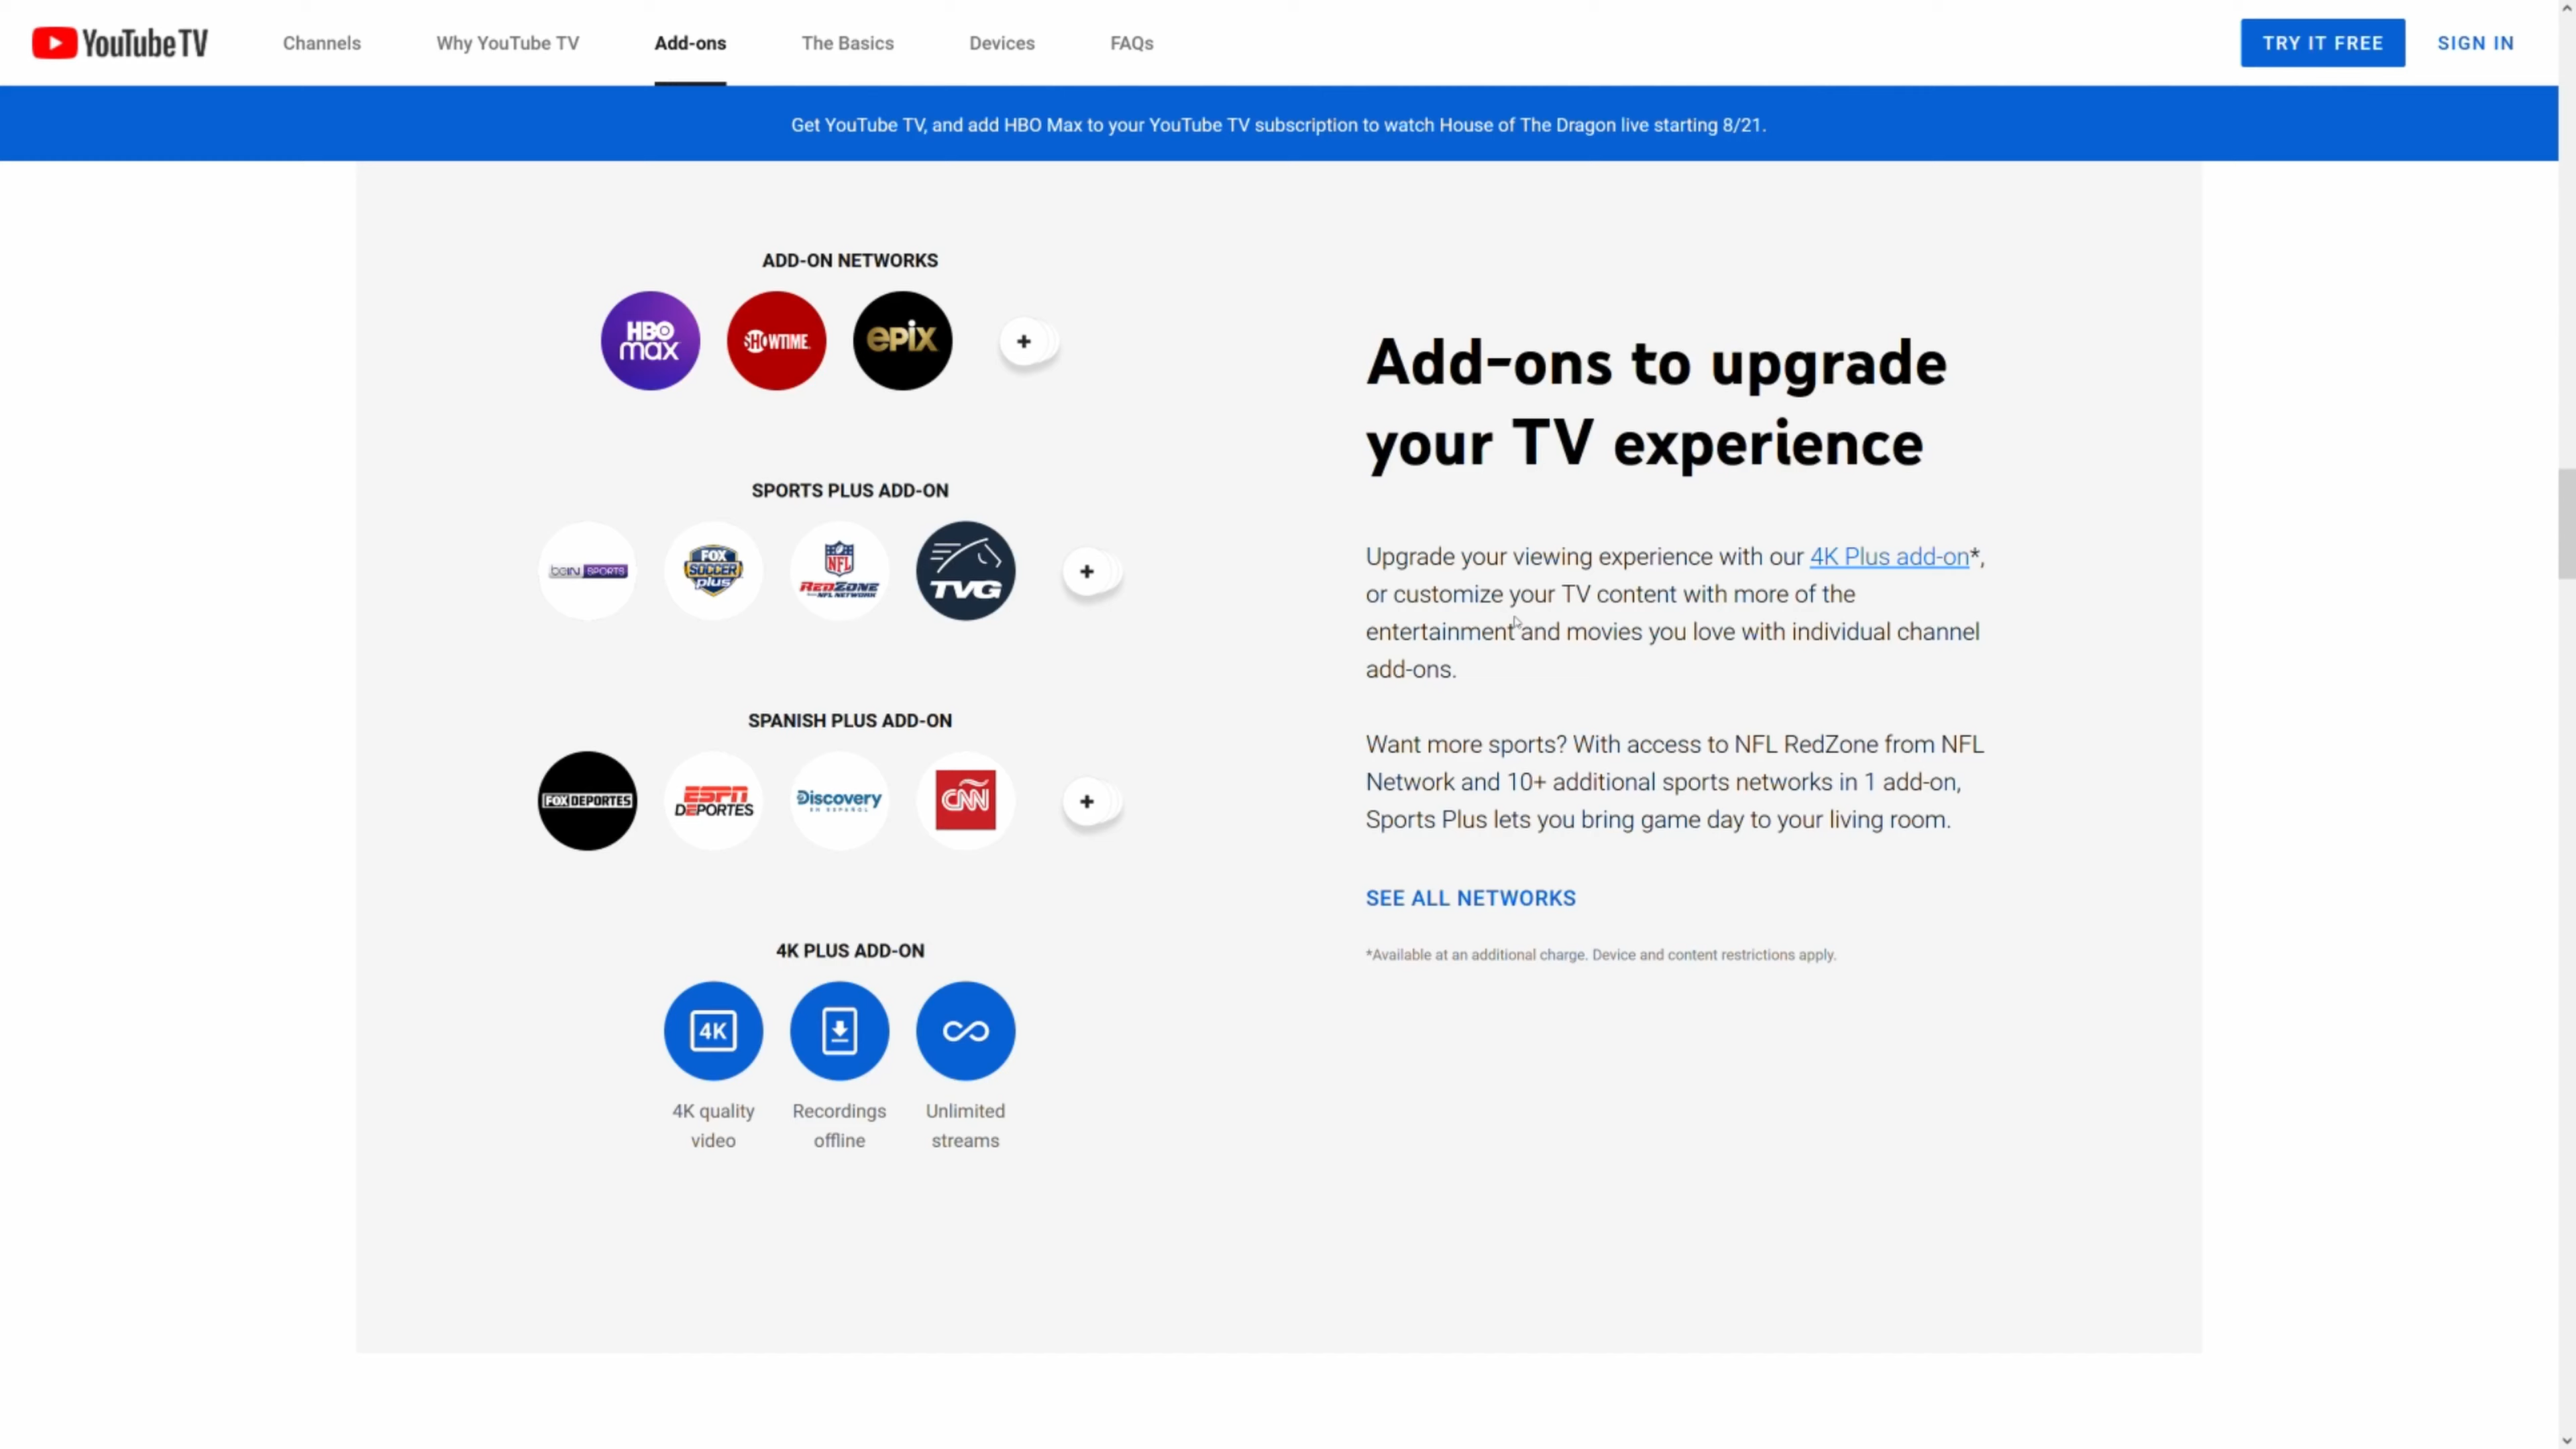 YouTube TV
Channels
Why YouTube TV
Add-ons
The Basics
Devices
FAQs
TRY IT FREE
SIGN IN
Get YouTube TV, and add HBO Max to your YouTube TV subscription to watch House of The Dragon live starting 8/21.
ADD-ON NETWORKS
HBO
max
SHOWTIME
epix
+
SPORTS PLUS ADD-ON
beIN SPORTS
FOX
SOCCER
plus
NFL
REDZONE
NFL NETWORK
TVG
+
SPANISH PLUS ADD-ON
FOX DEPORTES
ESPN
DEPORTES
Discovery
EN ESPAÑOL
CNN
+
4K PLUS ADD-ON
4K
4K quality
video
Recordings
offline
Unlimited
streams
Add-ons to upgrade
your TV experience
Upgrade your viewing experience with our 4K Plus add-on*,
or customize your TV content with more of the
entertainment and movies you love with individual channel
add-ons.
Want more sports? With access to NFL RedZone from NFL
Network and 10+ additional sports networks in 1 add-on,
Sports Plus lets you bring game day to your living room.
SEE ALL NETWORKS
*Available at an additional charge. Device and content restrictions apply.